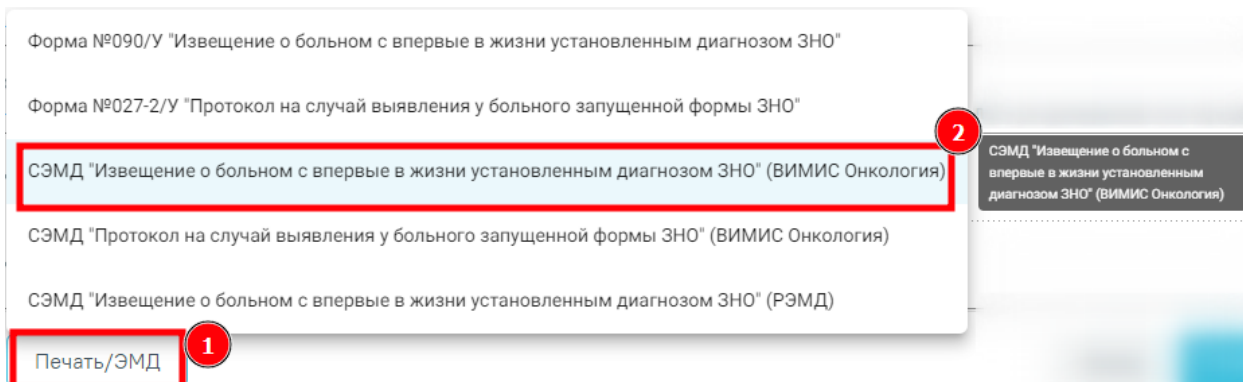 Форма №090/У "Извещение о больном с впервые в жизни установленным диагнозом ЗНО"
Форма №027-2/У "Протокол на случай выявления у больного запущенной формы ЗНО"
2
СЭМД "Извещение о больном с впервые в жизни установленным диагнозом ЗНО" (ВИМИС Онкология)
СЭМД "Извещение о больном с
впервые в жизни установленным
диагнозом ЗНО" (ВИМИС Онкология)
СЭМД "Протокол на случай выявления у больного запущенной формы ЗНО" (ВИМИС Онкология)
СЭМД "Извещение о больном с впервые в жизни установленным диагнозом ЗНО" (РЭМД)
1
Печать/ЭМД